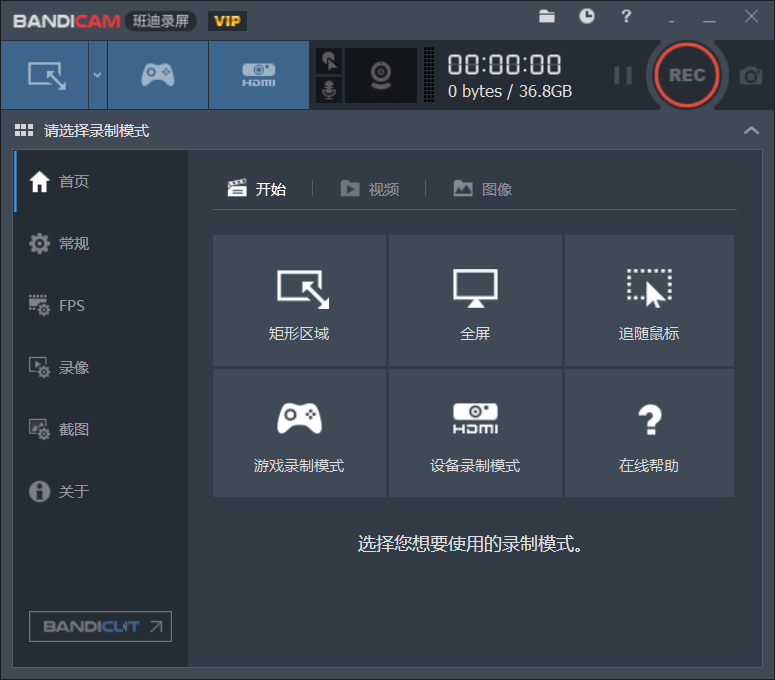 BANDICAM 班迪录屏 VIP
HDMI
00:00:00
0 bytes / 36.8GB
REC
请选择录制模式
首页
常规
FPS
录像
截图
关于
BANDICUT
开始 视频 图像
矩形区域 全屏 追随鼠标
HDMI
游戏录制模式 设备录制模式 在线帮助
选择您想要使用的录制模式。